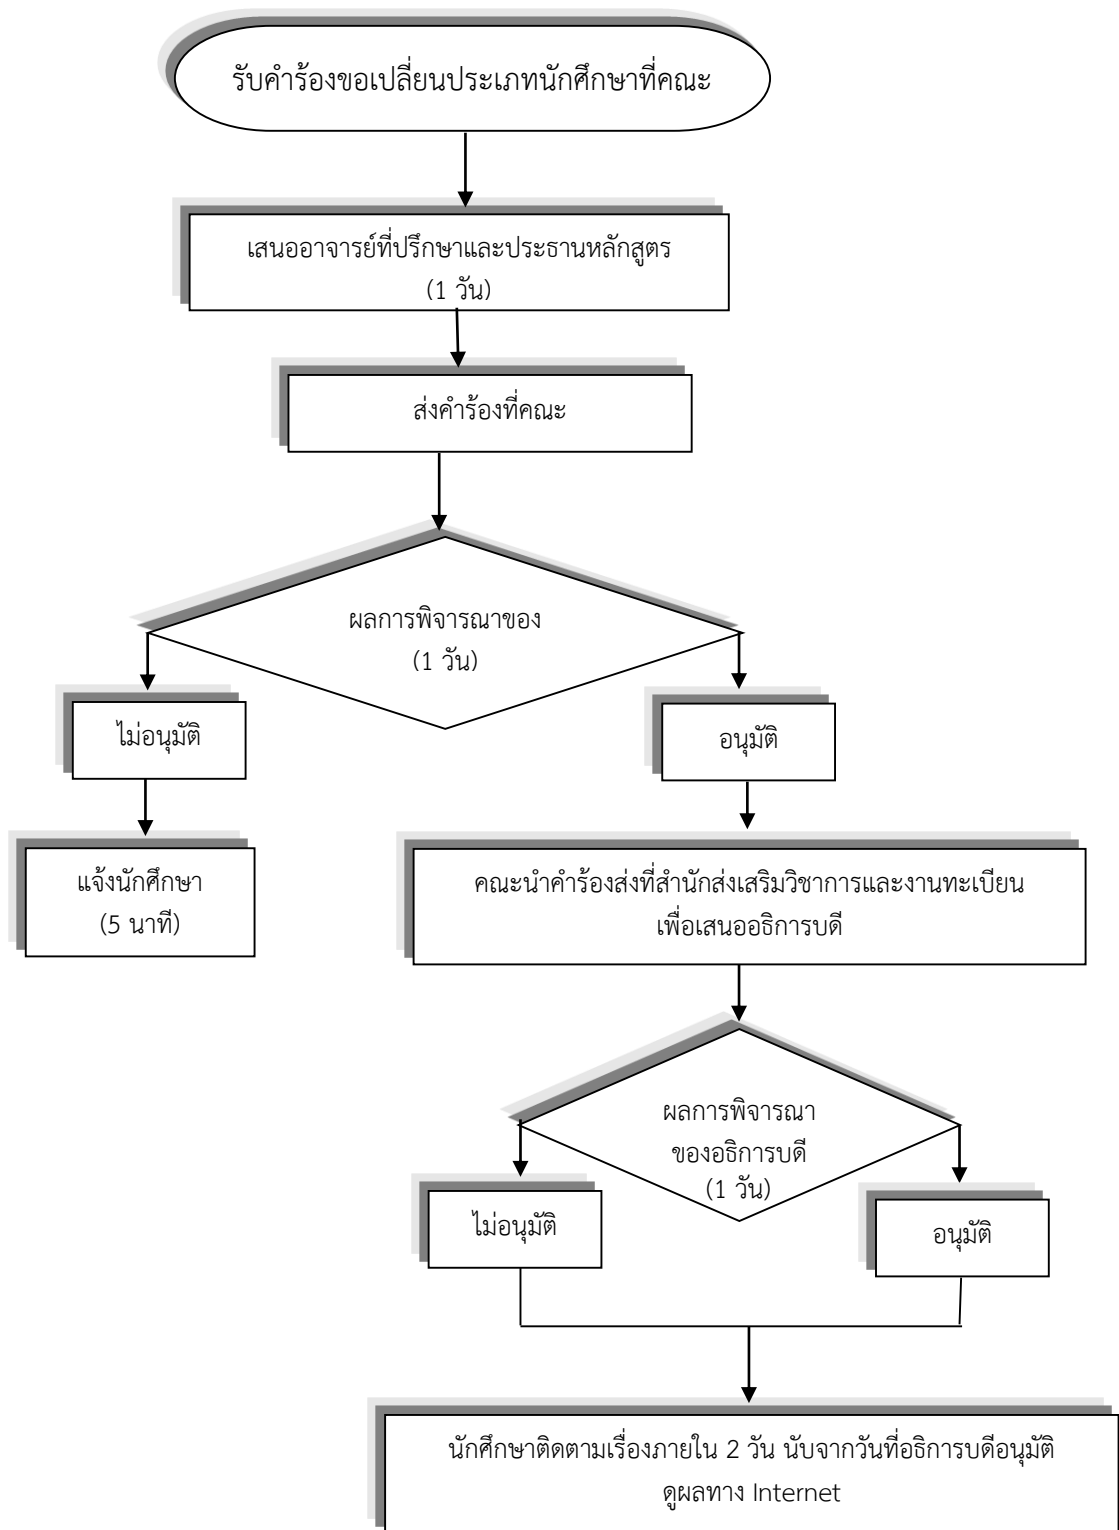 รับคำร้องขอเปลี่ยนประเภทนักศึกษาที่คณะ
เสนออาจารย์ที่ปรึกษาและประธานหลักสูตร
(1 วัน)
ส่งคำร้องที่คณะ
ผลการพิจารณาของ
(1 วัน)
ไม่อนุมัติ
อนุมัติ
แจ้งนักศึกษา
(5 นาที)
คณะนำคำร้องส่งที่สำนักส่งเสริมวิชาการและงานทะเบียน
เพื่อเสนออธิการบดี
ผลการพิจารณา
ของอธิการบดี
(1 วัน)
ไม่อนุมัติ
อนุมัติ
นักศึกษาติดตามเรื่องภายใน 2 วัน นับจากวันที่อธิการบดีอนุมัติ
ดูผลทาง Internet